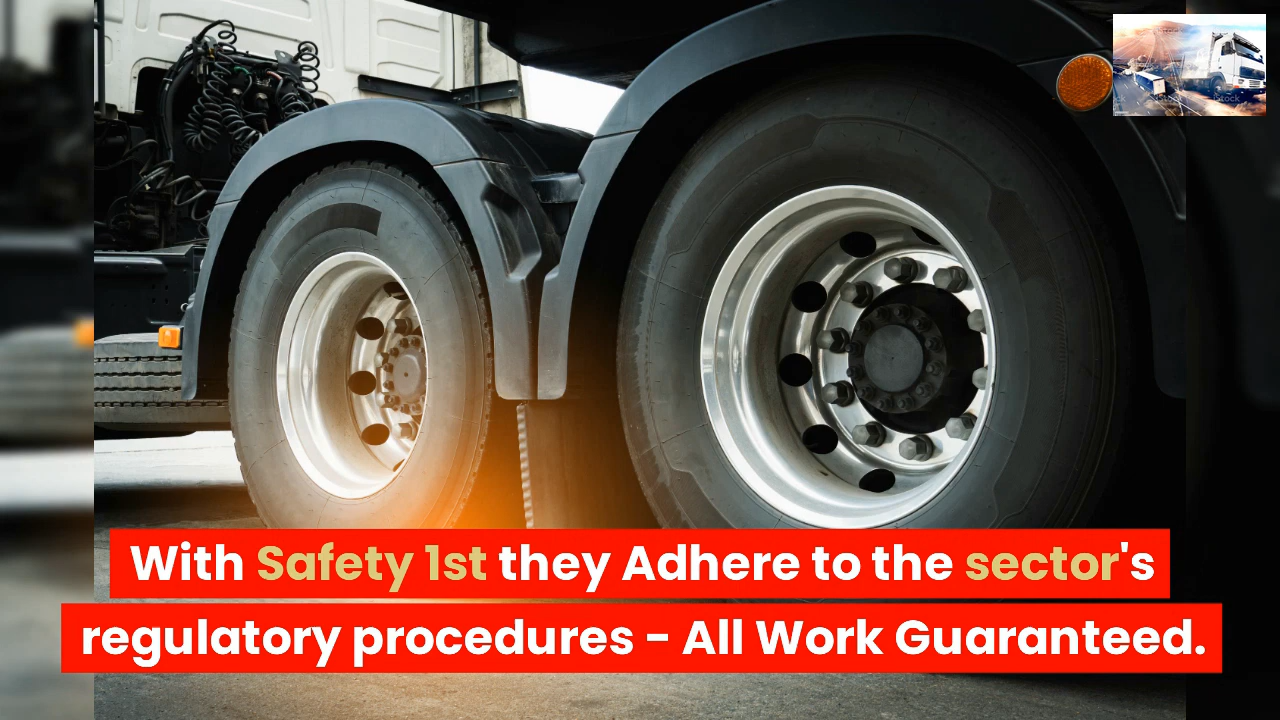 With Safety 1st they Adhere to the sector's
regulatory procedures - All Work Guaranteed.